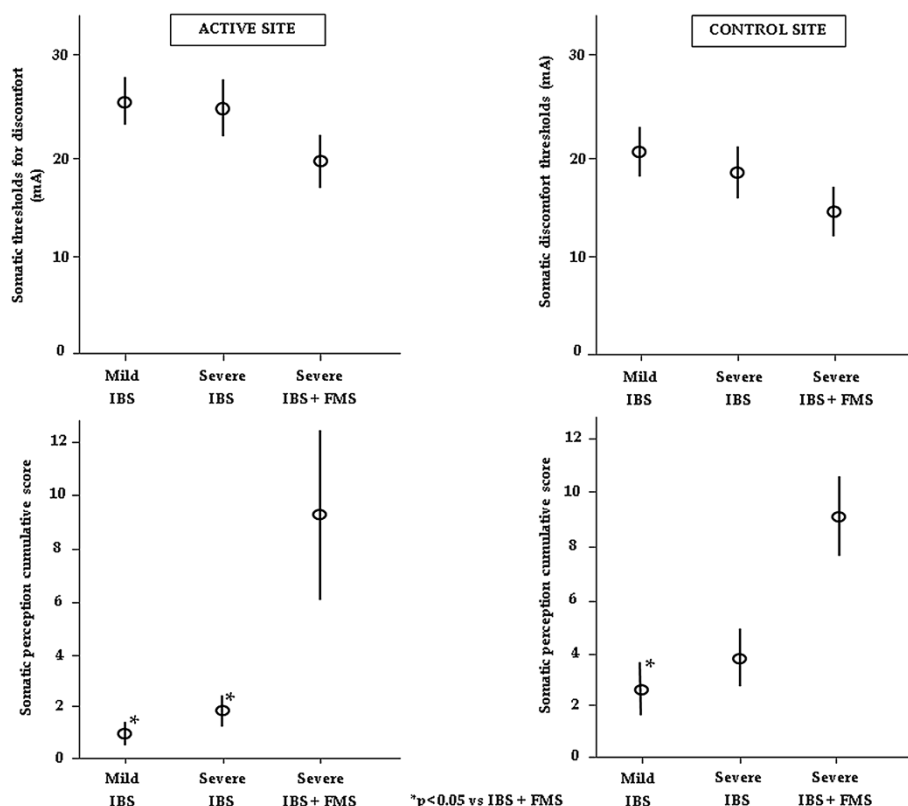 ACTIVE SITE
Somatic thresholds for discomfort
(mA)
30
20
10
0
Mild
IBS
Severe
IBS
Severe
IBS + FMS
CONTROL SITE
Somatic discomfort thresholds (mA)
30
20
10
0
Mild
IBS
Severe
IBS
Severe
IBS + FMS
Somatic perception cumulative score
12
10
8
6
4
2
0
*
*
Mild
IBS
Severe
IBS
Severe
IBS + FMS
Somatic perception cumulative score
12
10
8
6
4
2
0
*
Mild
IBS
Severe
IBS
Severe
IBS + FMS
*p<0.05 vs IBS + FMS